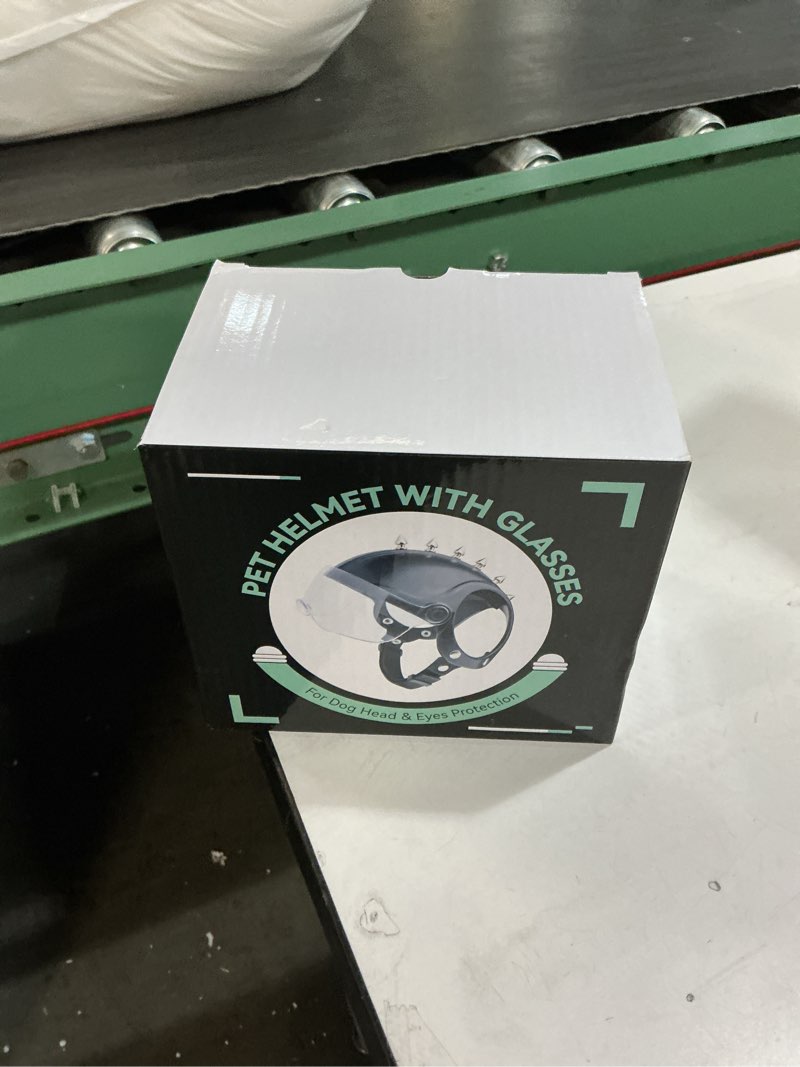 PET HELMET WITH GLASSES
For Dog Head & Eyes Protection